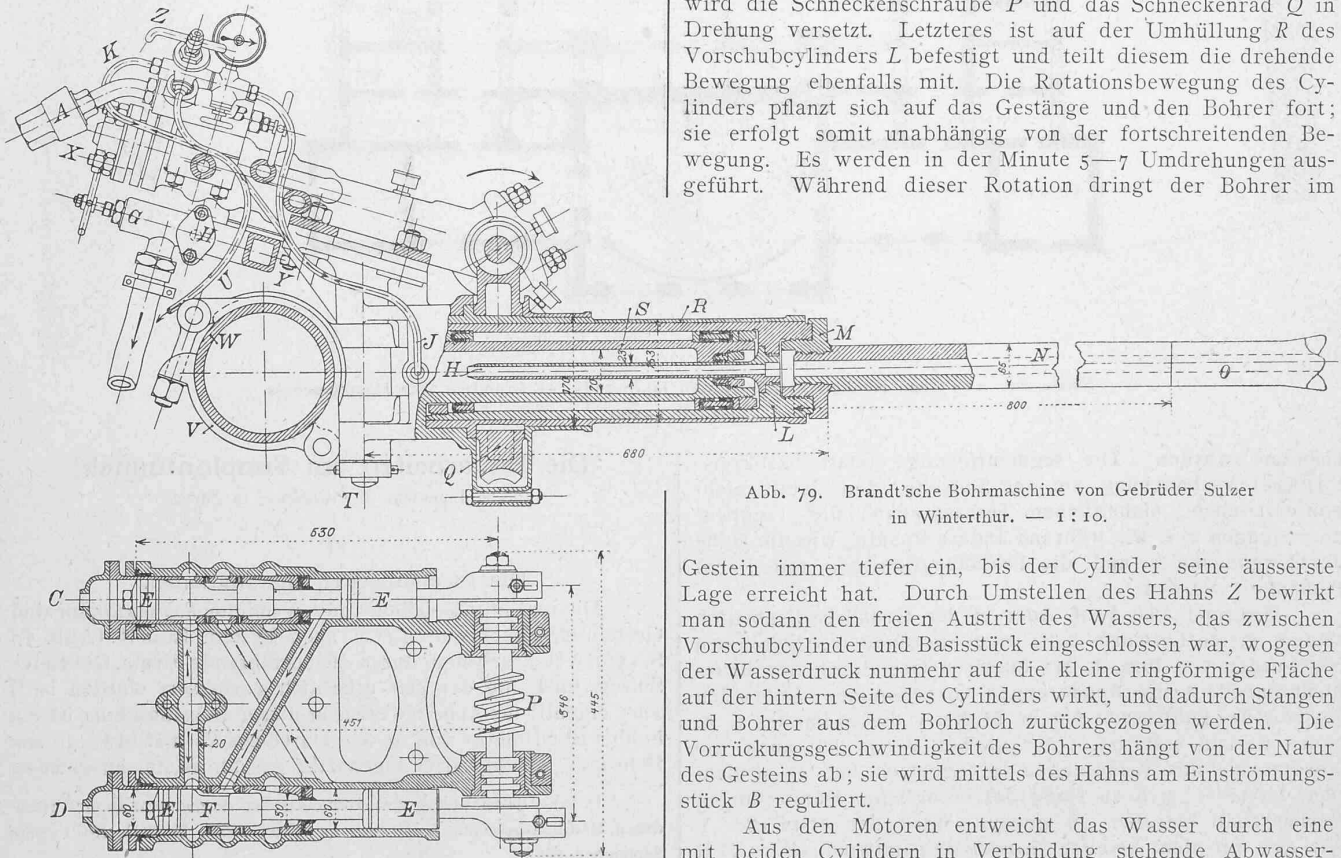 wird die Schneckenschraube P und das Schneckenrad Q in
Drehung versetzt. Letzteres ist auf der Umhüllung R des
Vorschubcylinders L befestigt und teilt diesem die drehende
Bewegung ebenfalls mit. Die Rotationsbewegung des Cy-
linders pflanzt sich auf das Gestänge und den Bohrer fort;
sie erfolgt somit unabhängig von der fortschreitenden Be-
wegung. Es werden in der Minute 5—7 Umdrehungen aus-
geführt. Während dieser Rotation dringt der Bohrer im
Z
K
A
B
X
G
H
Y
U
W
V
J
S
R
M
H
23
70
53
170
65
N
O
800
L
Q
680
T
Abb. 79. Brandt'sche Bohrmaschine von Gebrüder Sulzer
in Winterthur. — 1 : 10.
630
C
E
E
P
345
445
451
20
D
60
E
F
50
60
E
Gestein immer tiefer ein, bis der Cylinder seine äusserste
Lage erreicht hat. Durch Umstellen des Hahns Z bewirkt
man sodann den freien Austritt des Wassers, das zwischen
Vorschubcylinder und Basisstück eingeschlossen war, wogegen
der Wasserdruck nunmehr auf die kleine ringförmige Fläche
auf der hintern Seite des Cylinders wirkt, und dadurch Stangen
und Bohrer aus dem Bohrloch zurückgezogen werden. Die
Vorrückungsgeschwindigkeit des Bohrers hängt von der Natur
des Gesteins ab; sie wird mittels des Hahns am Einströmungs-
stück B reguliert.
Aus den Motoren entweicht das Wasser durch eine
mit beiden Cylindern in Verbindung stehende Abwasser-